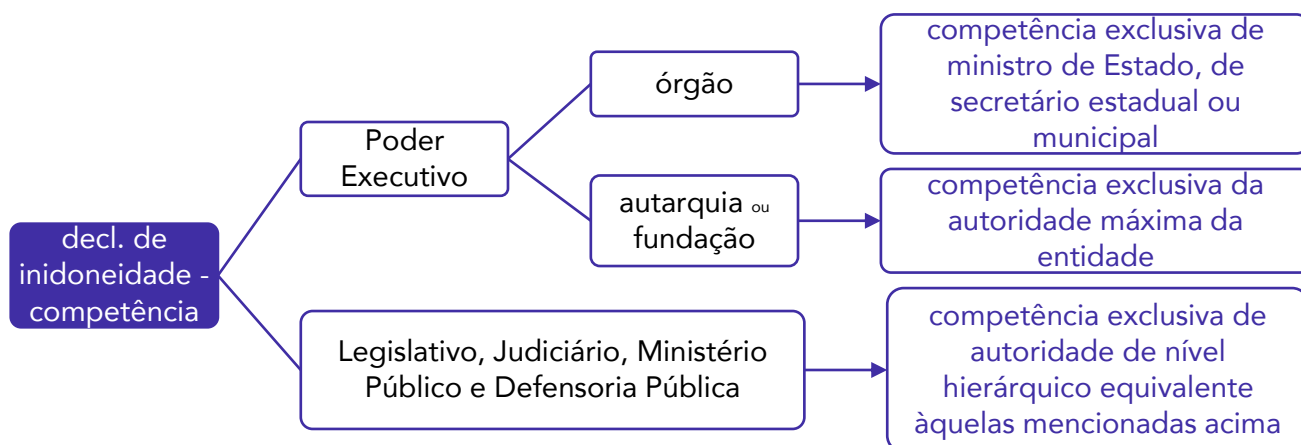 decl. de
inidoneidade -
competência
Poder
Executivo
órgão
competência exclusiva de
ministro de Estado, de
secretário estadual ou
municipal
autarquia ou
fundação
competência exclusiva da
autoridade máxima da
entidade
Legislativo, Judiciário, Ministério
Público e Defensoria Pública
competência exclusiva de
autoridade de nível
hierárquico equivalente
àquelas mencionadas acima